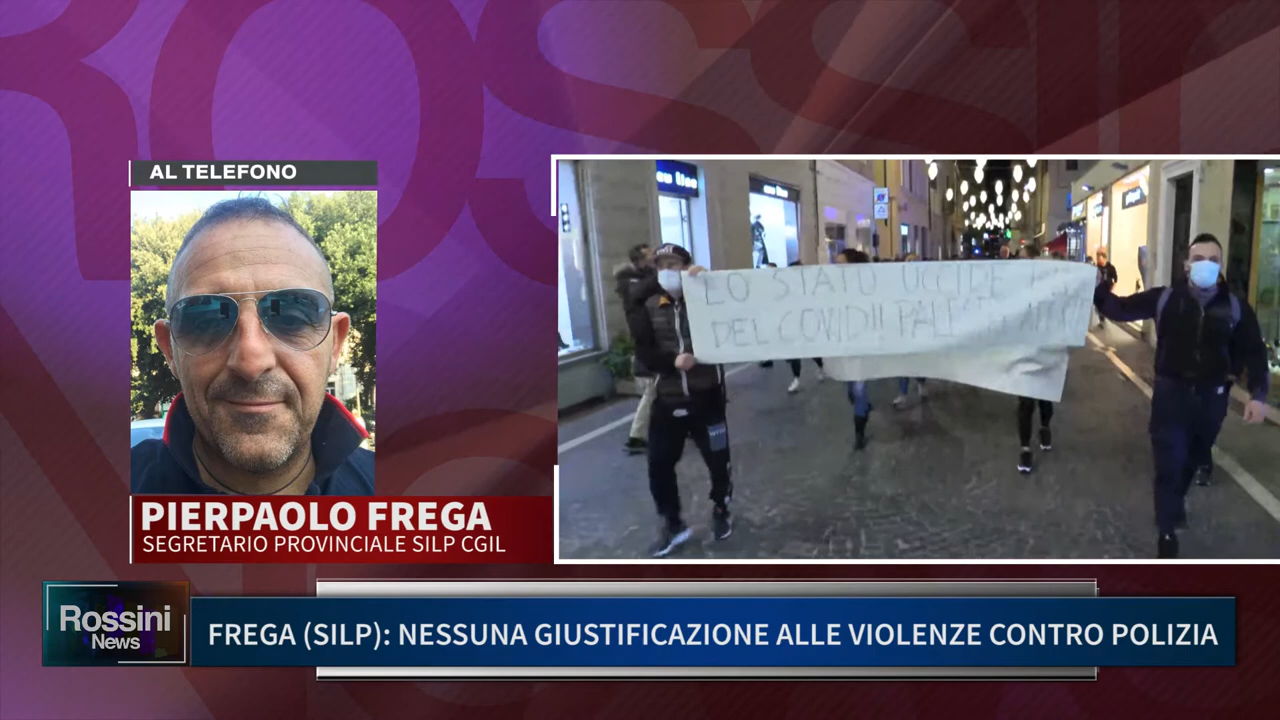 AL TELEFONO
PIERPAOLO FREGA
SEGRETARIO PROVINCIALE SILP CGIL
LO STATO UCCIDE
DEL COVID!!
Rossini
News
FREGA (SILP): NESSUNA GIUSTIFICAZIONE ALLE VIOLENZE CONTRO POLIZIA